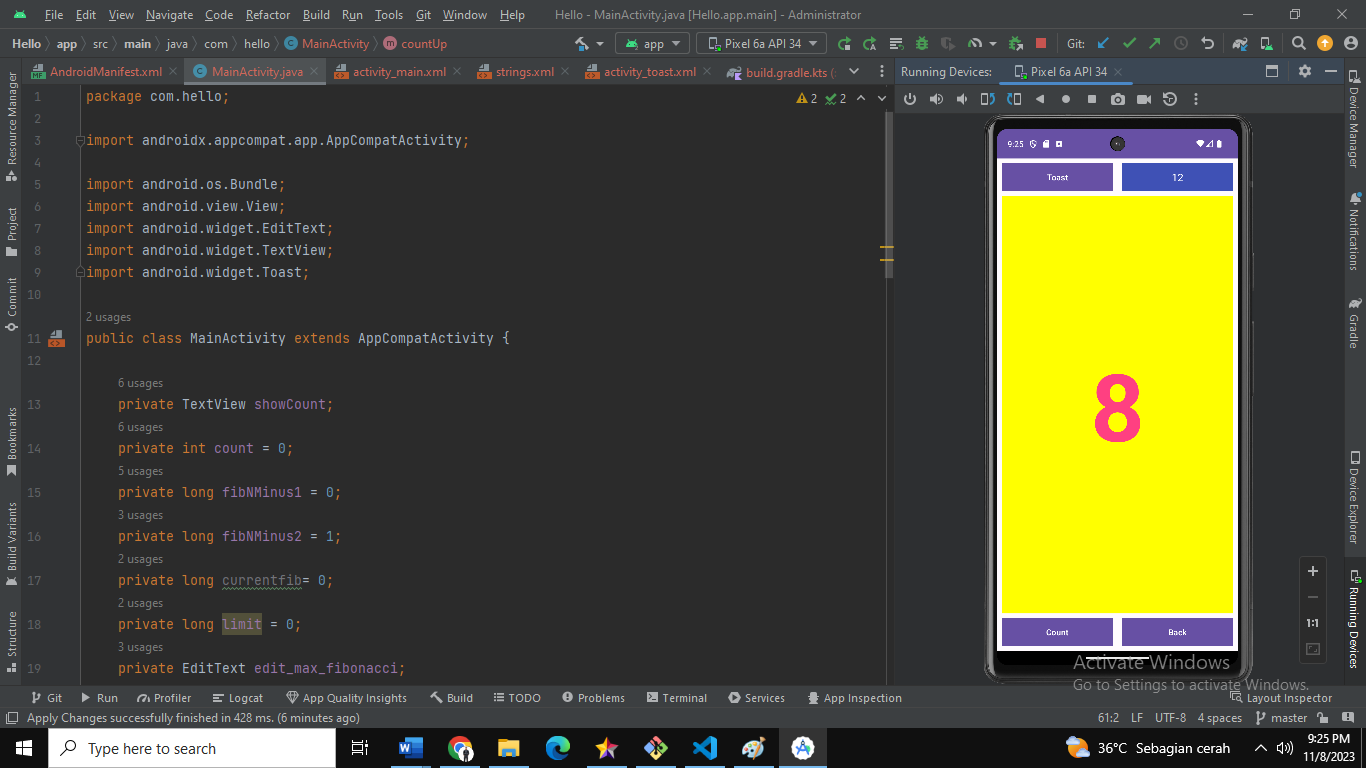 File Edit View Navigate Code Refactor Build Run Tools Git Window Help Hello - MainActivity.java [Hello.app.main] - Administrator
Hello app src main java com hello MainActivity countUp app Pixel 6a API 34 Git:
AndroidManifest.xml MainActivity.java activity_main.xml strings.xml activity_toast.xml build.gradle.kts (: Running Devices: Pixel 6a API 34
Resource Manager
Project
Commit
Bookmarks
Build Variants
Structure
2 2
1 package com.hello;
2
3 import androidx.appcompat.app.AppCompatActivity;
4
5 import android.os.Bundle;
6 import android.view.View;
7 import android.widget.EditText;
8 import android.widget.TextView;
9 import android.widget.Toast;
10
2 usages
11 public class MainActivity extends AppCompatActivity {
12
6 usages
13 private TextView showCount;
6 usages
14 private int count = 0;
5 usages
15 private long fibNMinus1 = 0;
3 usages
16 private long fibNMinus2 = 1;
2 usages
17 private long currentfib= 0;
2 usages
18 private long limit = 0;
3 usages
19 private EditText edit_max_fibonacci;
9:25
Toast 12
8
Count Back
1:1
Device Manager
Notifications
Gradle
Device Explorer
Running Devices
Activate Windows
Go to Settings to activate Windows.
Git Run Profiler Logcat App Quality Insights Build TODO Problems Terminal Services App Inspection Layout Inspector
Apply Changes successfully finished in 428 ms. (6 minutes ago) 61:2 LF UTF-8 4 spaces master
Type here to search 36°C Sebagian cerah 9:25 PM
11/8/2023